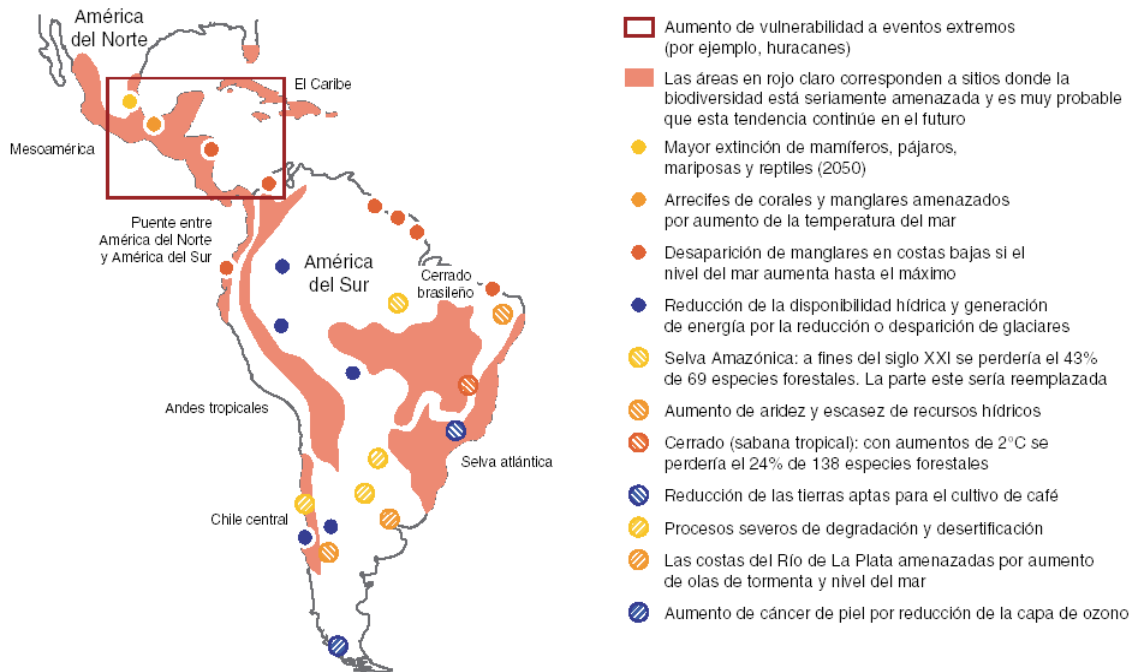 América
del Norte
El Caribe
Mesoamérica
Puente entre
América del Norte
y América del Sur
América
del Sur
Cerrado
brasileño
Andes tropicales
Selva atlántica
Chile central
Aumento de vulnerabilidad a eventos extremos
(por ejemplo, huracanes)
Las áreas en rojo claro corresponden a sitios donde la
biodiversidad está seriamente amenazada y es muy probable
que esta tendencia continúe en el futuro
Mayor extinción de mamíferos, pájaros,
mariposas y reptiles (2050)
Arrecifes de corales y manglares amenazados
por aumento de la temperatura del mar
Desaparición de manglares en costas bajas si el
nivel del mar aumenta hasta el máximo
Reducción de la disponibilidad hídrica y generación
de energía por la reducción o desparición de glaciares
Selva Amazónica: a fines del siglo XXI se perdería el 43%
de 69 especies forestales. La parte este sería reemplazada
Aumento de aridez y escasez de recursos hídricos
Cerrado (sabana tropical): con aumentos de 2°C se
perdería el 24% de 138 especies forestales
Reducción de las tierras aptas para el cultivo de café
Procesos severos de degradación y desertificación
Las costas del Río de La Plata amenazadas por aumento
de olas de tormenta y nivel del mar
Aumento de cáncer de piel por reducción de la capa de ozono